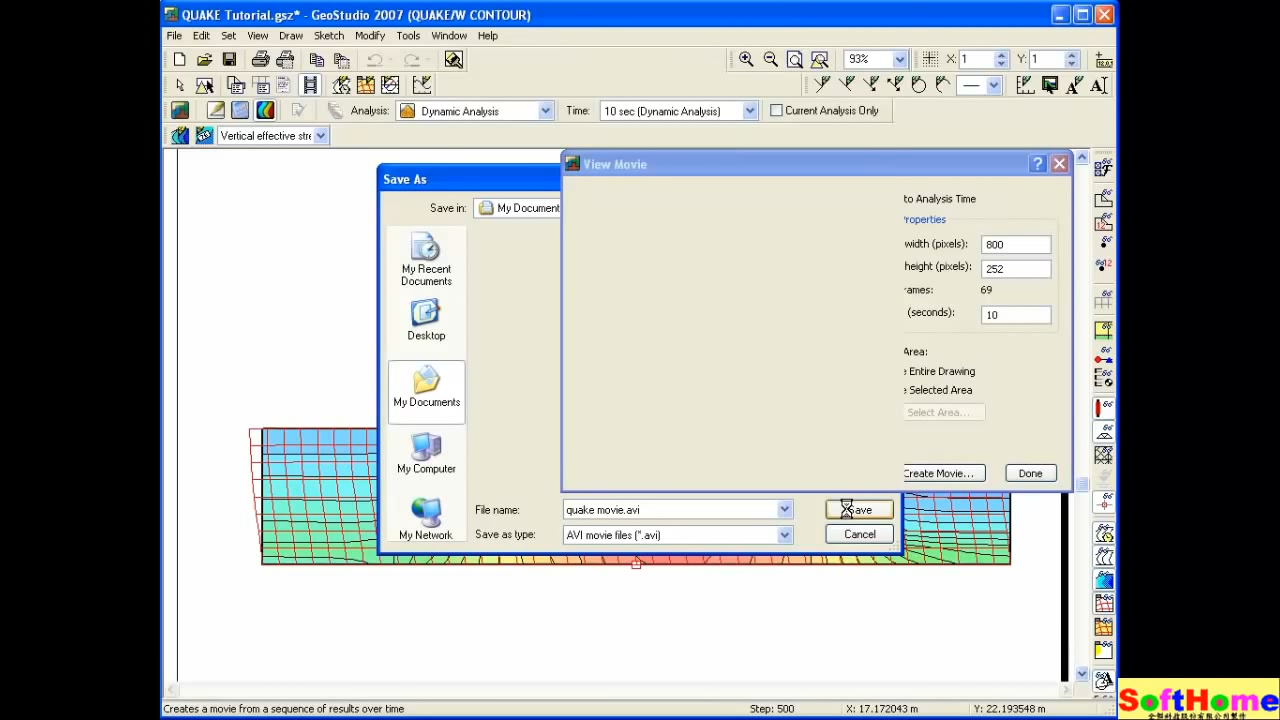 QUAKE Tutorial.gsz* - GeoStudio 2007 (QUAKE/W CONTOUR)
File Edit Set View Draw Sketch Modify Tools Window Help
93% X: 1 Y: 1
Analysis: Dynamic Analysis Time: 10 sec (Dynamic Analysis) Current Analysis Only
Vertical effective stre
View Movie
Save As
to Analysis Time
Save in: My Document
Properties
width (pixels): 800
height (pixels): 252
rames: 69
(seconds): 10
Area:
e Entire Drawing
e Selected Area
Select Area...
Create Movie... Done
My Recent
Documents
Desktop
My Documents
My Computer
My Network
File name: quake movie.avi Save
Save as type: AVI movie files (*.avi) Cancel
Creates a movie from a sequence of results over time Step: 500 X: 17.172043 m Y: 22.193548 m
SoftHome